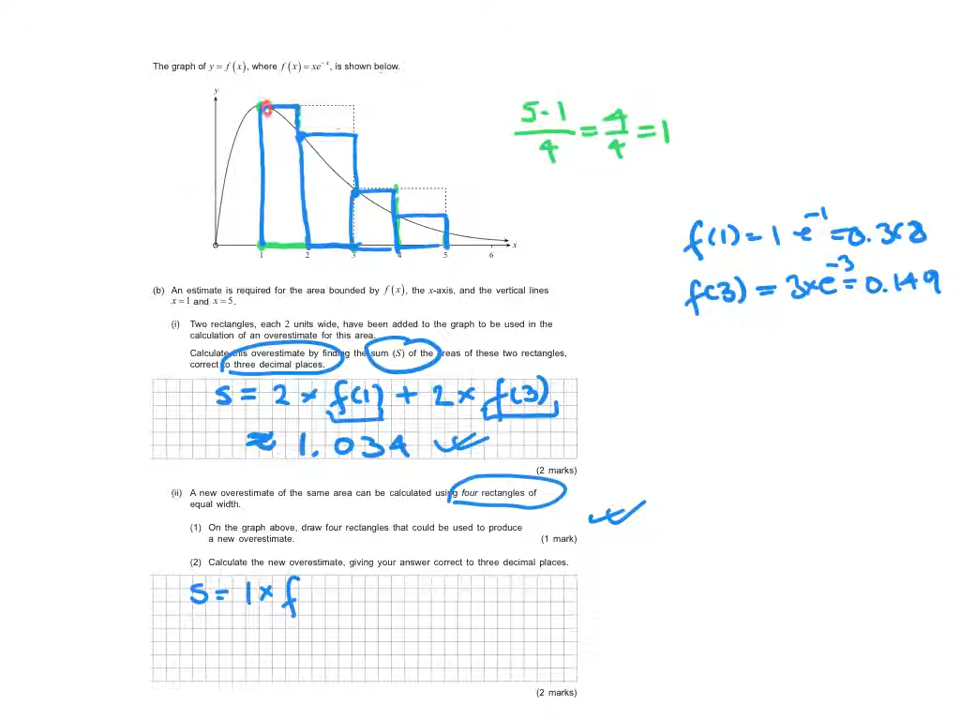 The graph of y = f(x), where f(x) = xe⁻ˣ, is shown below.
y
x
1 2 3 4 5 6
5-1/4 = 4/4 = 1
f(1) = 1 e⁻¹ = 0.368
f(3) = 3xe⁻³ = 0.149
(b) An estimate is required for the area bounded by f(x), the x-axis, and the vertical lines
x = 1 and x = 5.
(i) Two rectangles, each 2 units wide, have been added to the graph to be used in the
calculation of an overestimate for this area.
Calculate this overestimate by finding the sum (S) of the areas of these two rectangles,
correct to three decimal places.
S = 2 × f(1) + 2 × f(3)
≈ 1.034
(2 marks)
(ii) A new overestimate of the same area can be calculated using four rectangles of
equal width.
(1) On the graph above, draw four rectangles that could be used to produce
a new overestimate.
(1 mark)
(2) Calculate the new overestimate, giving your answer correct to three decimal places.
S = 1 × f
(2 marks)